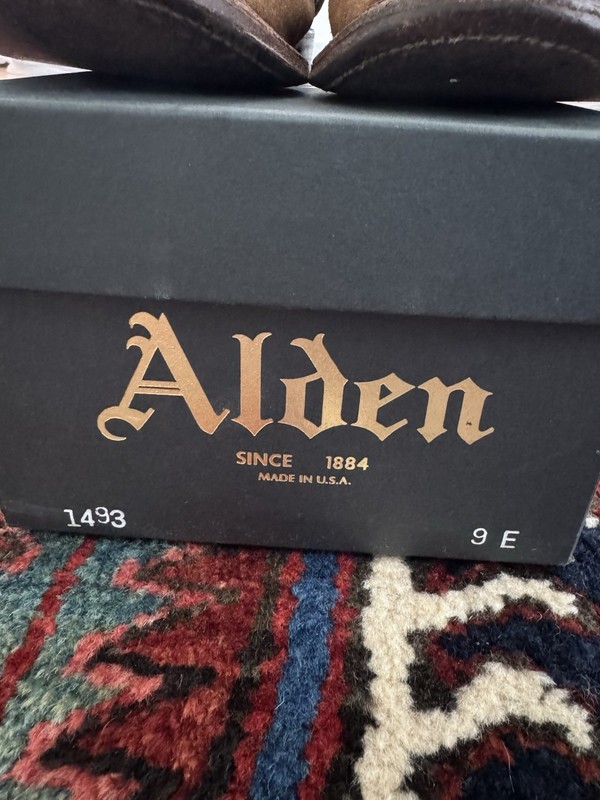 Alden
SINCE 1884
MADE IN U.S.A.
1493
9 E